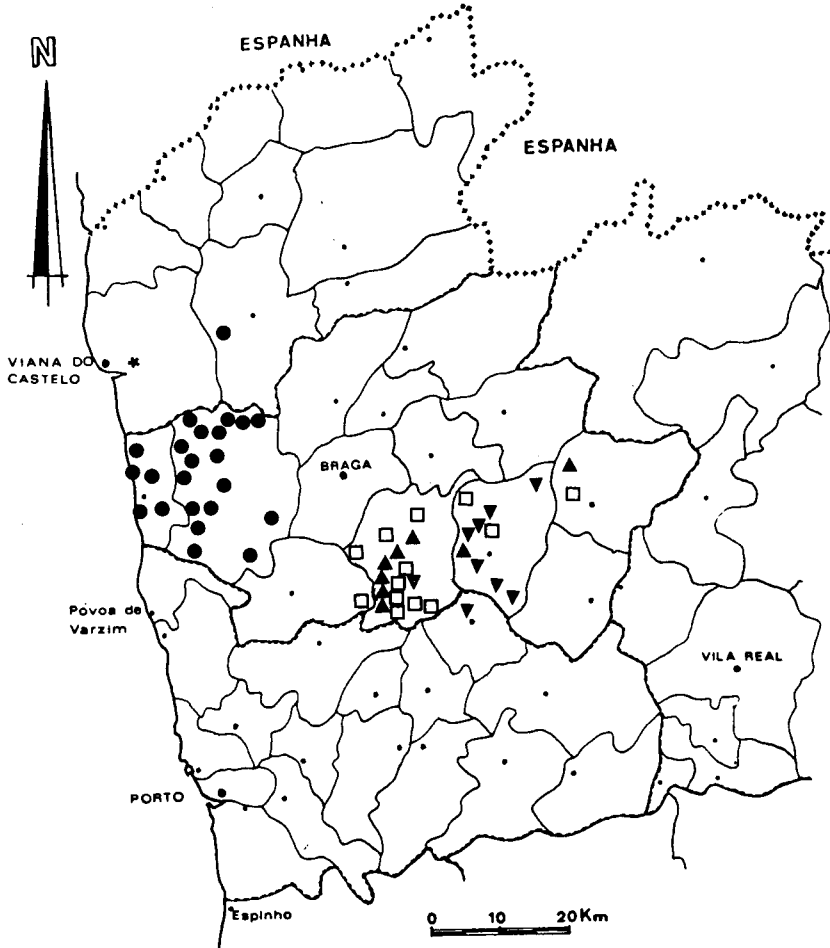 N
ESPANHA
ESPANHA
VIANA DO
CASTELO
BRAGA
Póvoa de
Varzim
VILA REAL
PORTO
Espinho
0 10 20Km